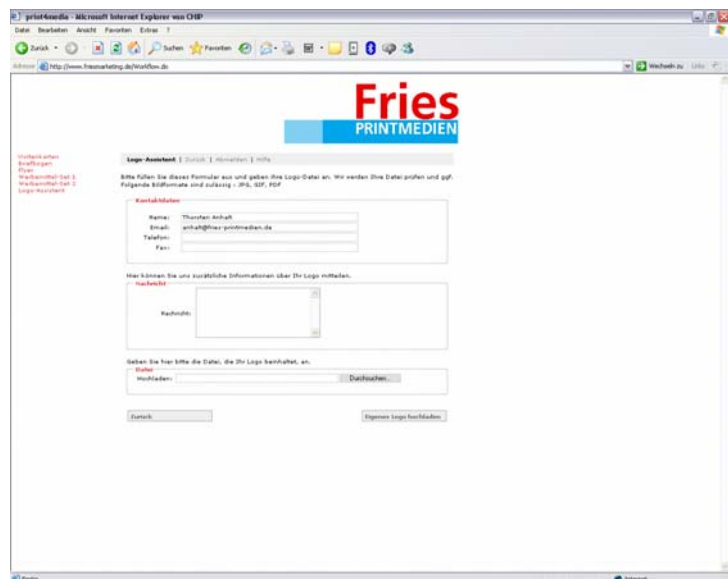 print4media - Microsoft Internet Explorer von CHIP
Datei Bearbeiten Ansicht Favoriten Extras ?
Zurück Suchen Favoriten
Adresse http://www.friesmarketing.de/Workflow.do Wechseln zu Links
Fries
PRINTMEDIEN
Visitenkarten
Briefbogen
Flyer
Werbemittel-Set 1
Werbemittel-Set 2
Logo-Assistent
Logo-Assistent | Zurück | Abmelden | Hilfe
Bitte füllen Sie dieses Formular aus und geben Ihre Logo-Datei an. Wir werden Ihre Datei prüfen und ggf.
Folgende Bildformate sind zulässig : JPG, GIF, PDF
Kontaktdaten
Name: Thorsten Anhalt
Email: anhalt@fries-printmedien.de
Telefon:
Fax:
Hier können Sie uns zusätzliche Informationen über Ihr Logo mitteilen.
Nachricht
Nachricht:
Geben Sie hier bitte die Datei, die Ihr Logo beinhaltet, an.
Datei
Hochladen: Durchsuchen...
Zurück
Eigenes Logo hochladen
Fertig
Internet